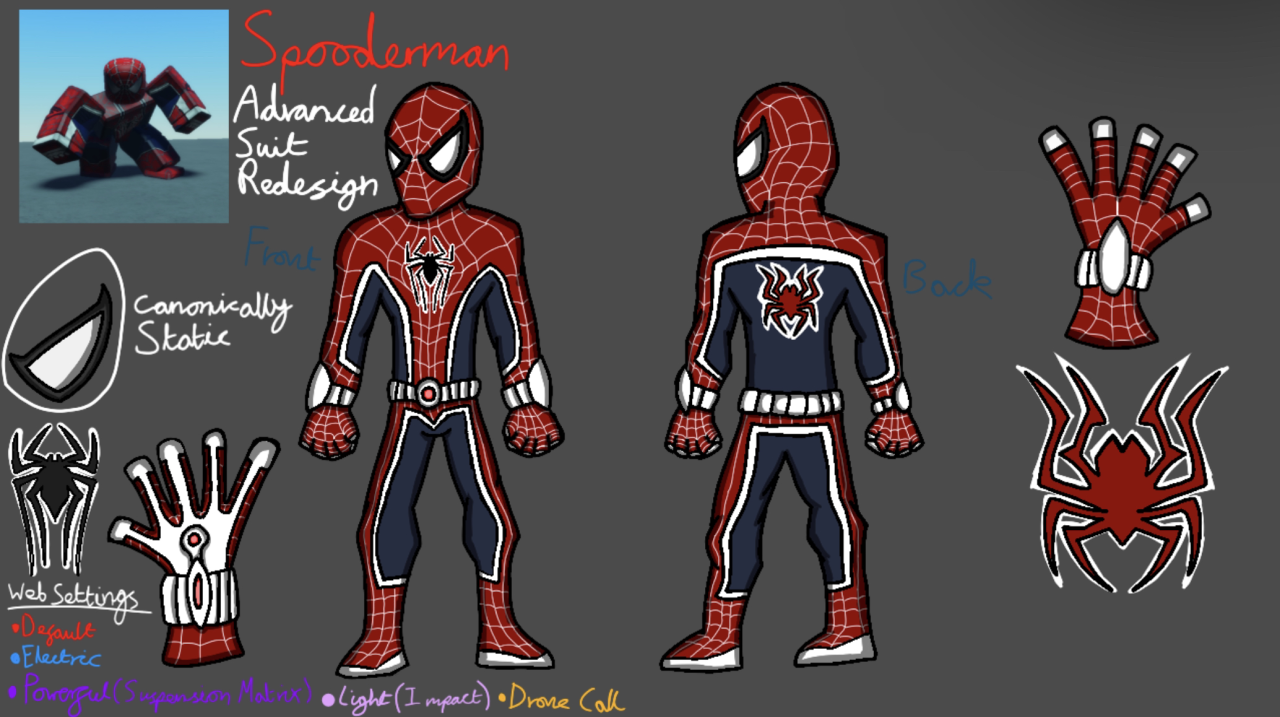 Spooderman
Advanced
Suit
Redesign
Front
Back
Canonically
Static
Web Settings
•Default
•Electric
•Powerful (Suspension Matrix) •Light (Impact) •Drone Call